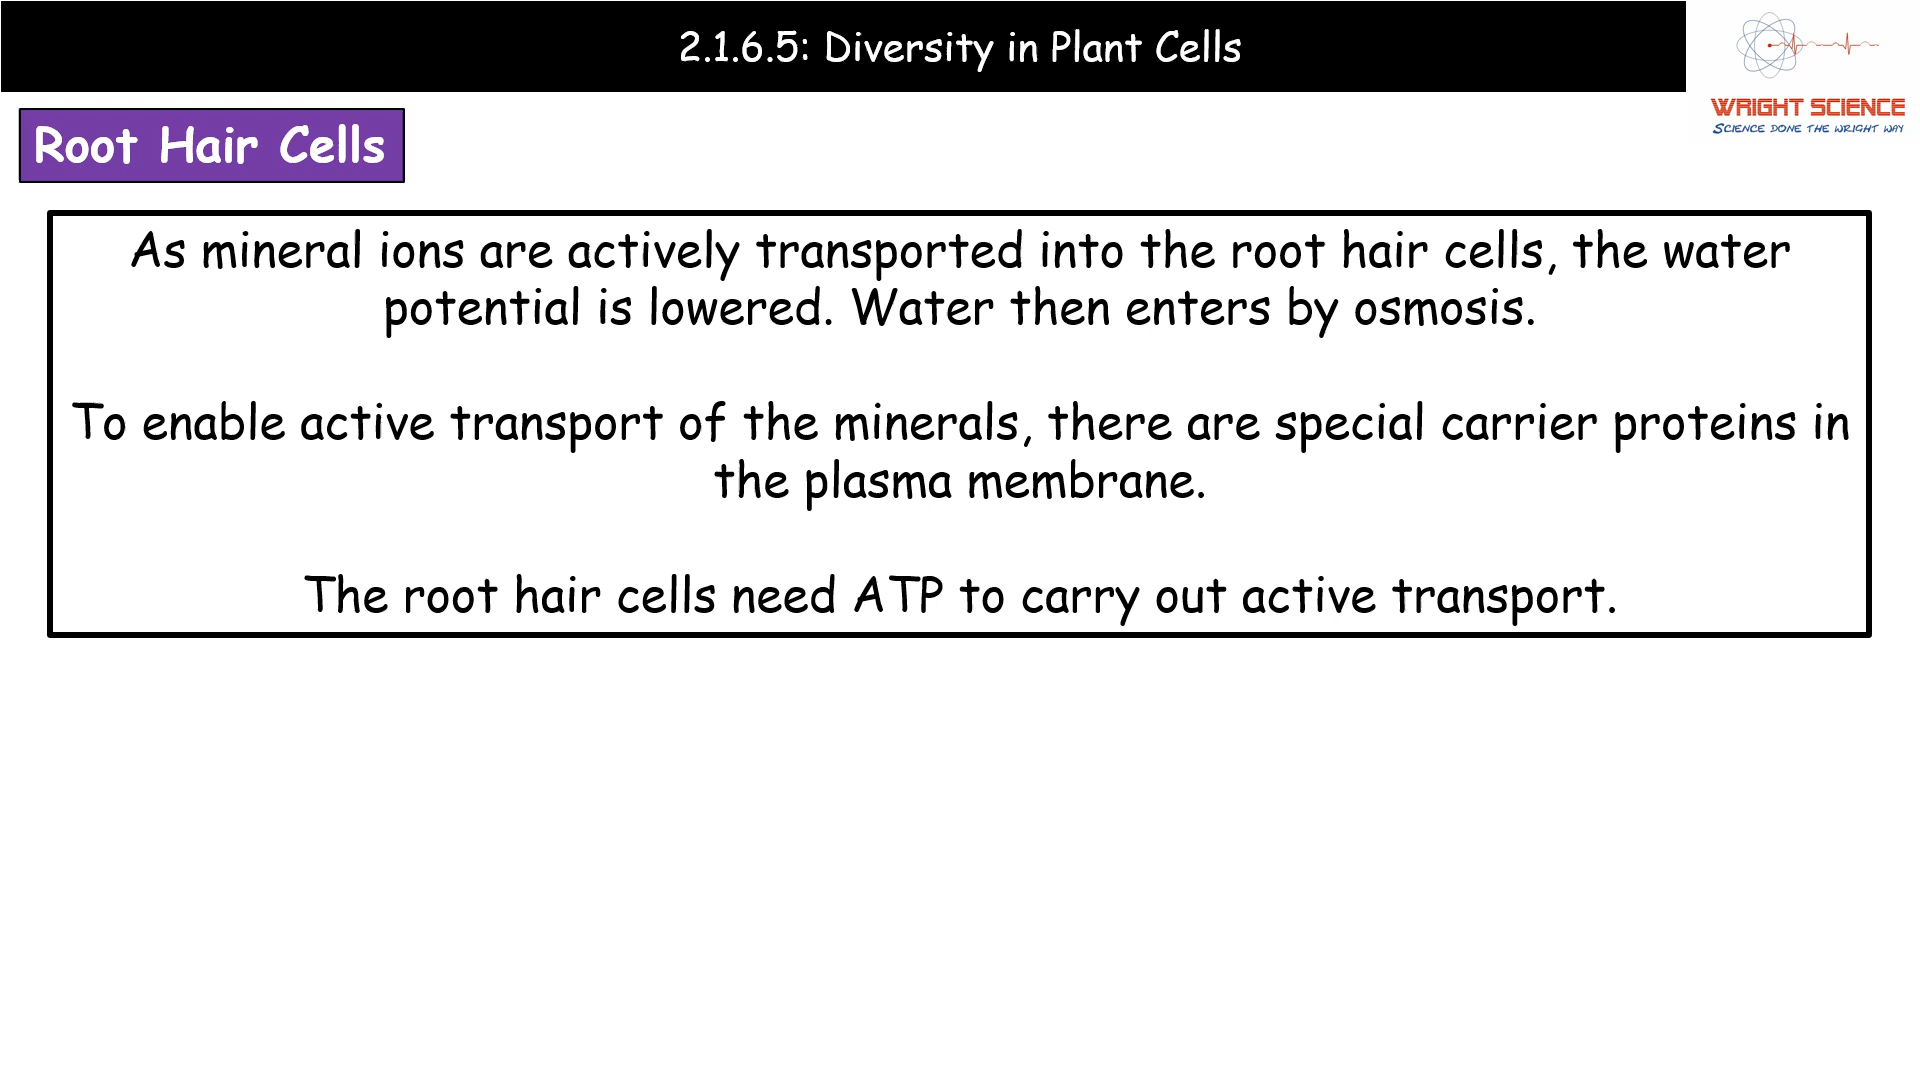 2.1.6.5: Diversity in Plant Cells
WRIGHT SCIENCE
SCIENCE DONE THE WRIGHT WAY
Root Hair Cells
As mineral ions are actively transported into the root hair cells, the water
potential is lowered. Water then enters by osmosis.
To enable active transport of the minerals, there are special carrier proteins in
the plasma membrane.
The root hair cells need ATP to carry out active transport.